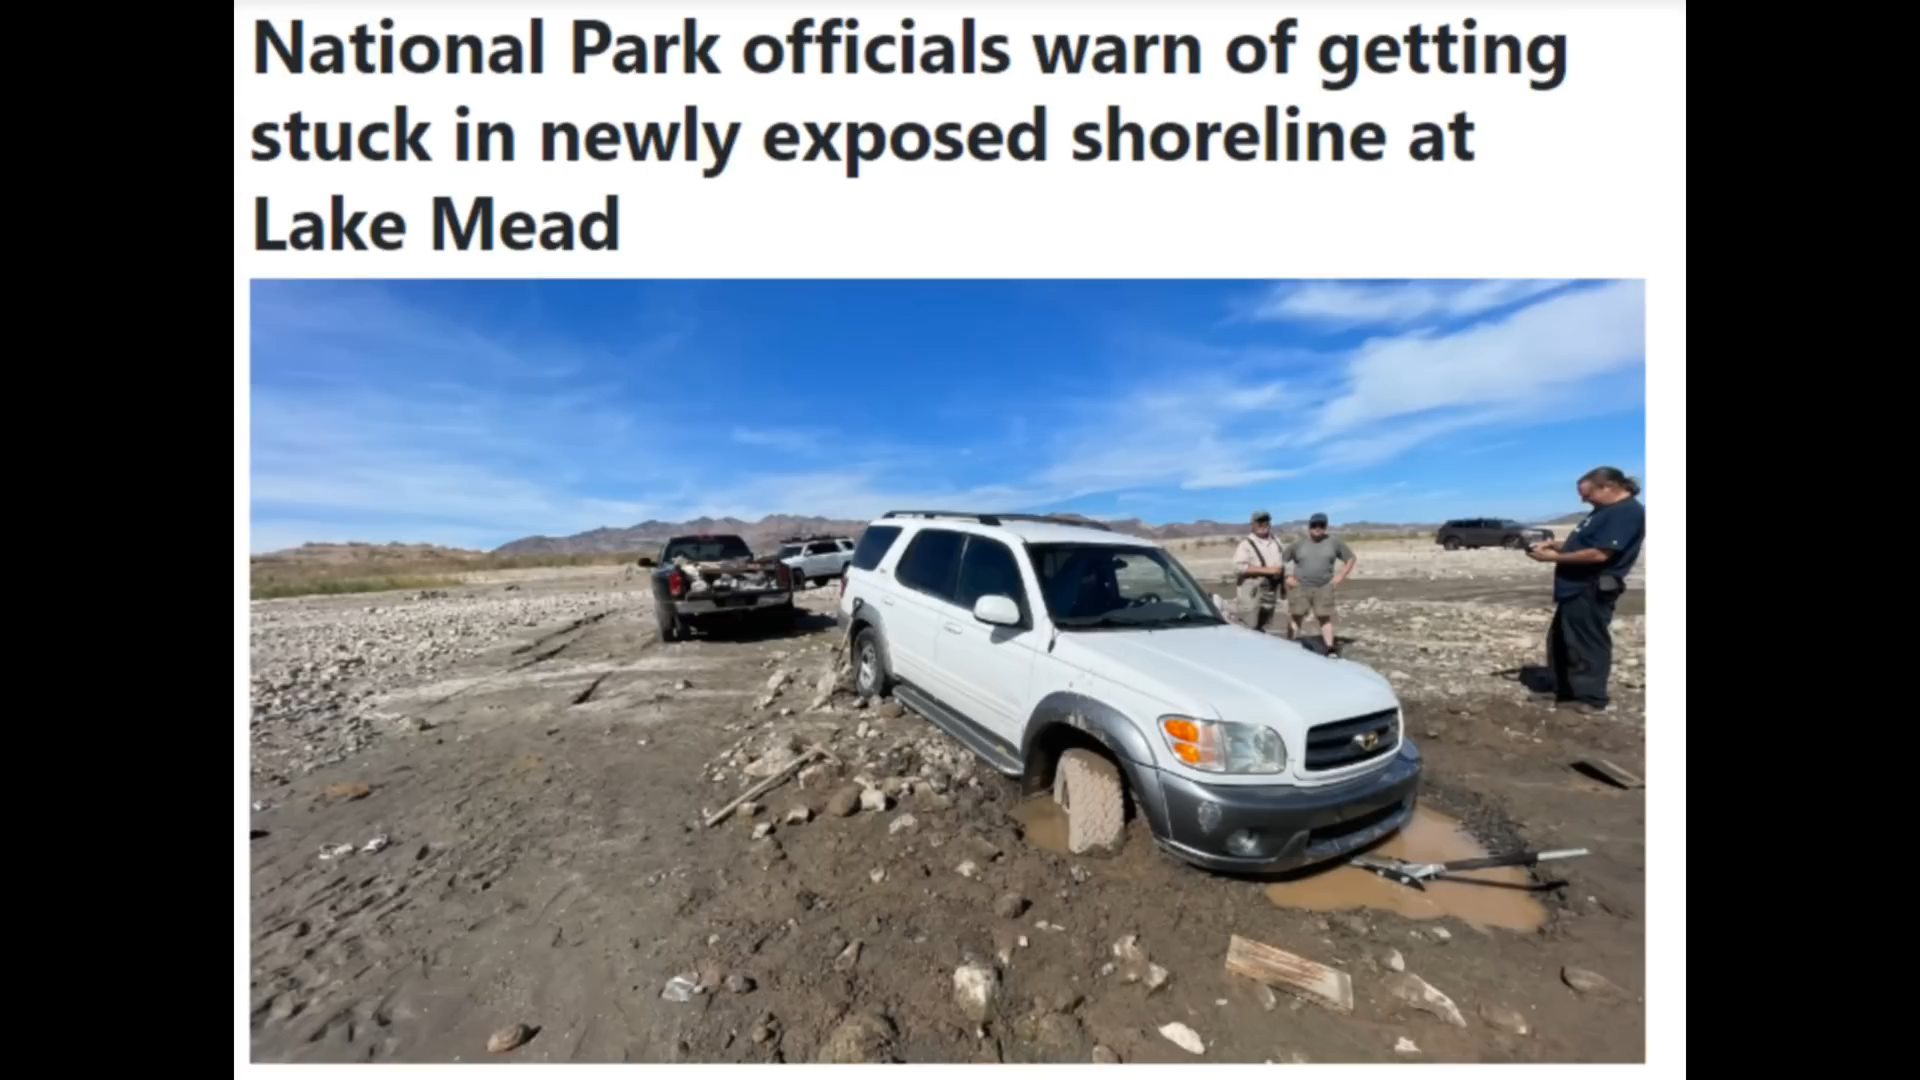 National Park officials warn of getting
stuck in newly exposed shoreline at
Lake Mead